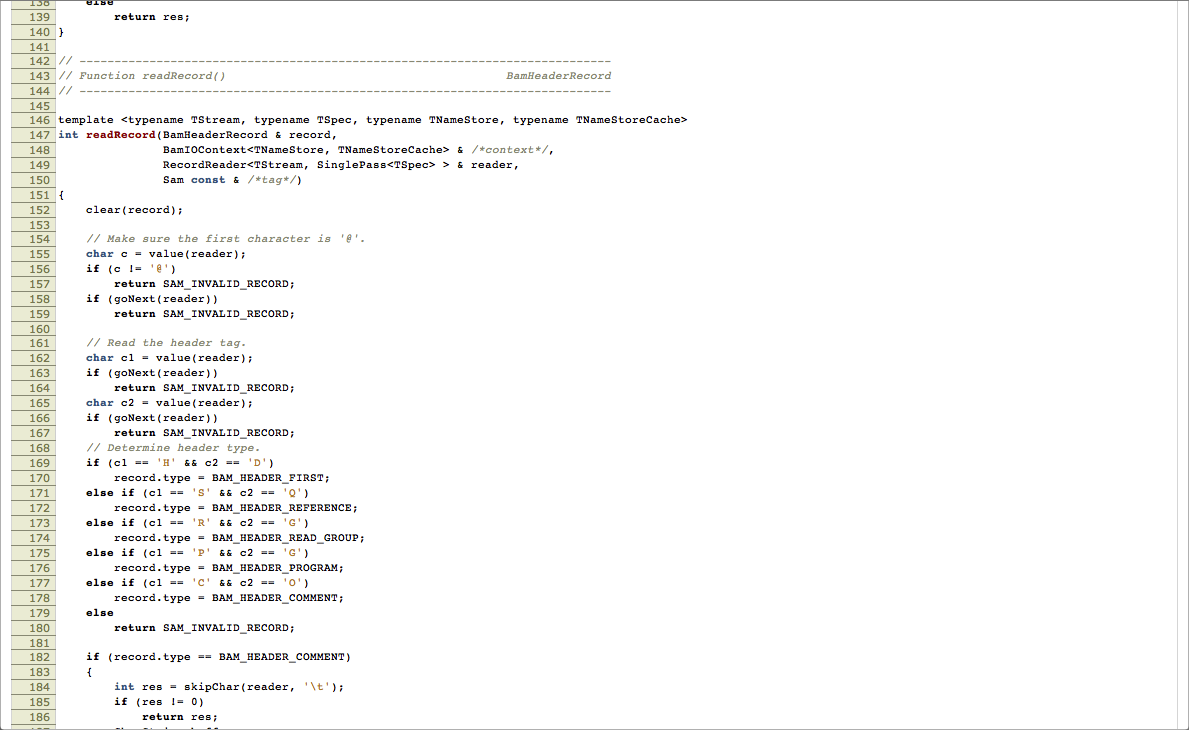 138         else
139             return res;
140 }
141
142 // ----------------------------------------------------------------------------
143 // Function readRecord()                                        BamHeaderRecord
144 // ----------------------------------------------------------------------------
145
146 template <typename TStream, typename TSpec, typename TNameStore, typename TNameStoreCache>
147 int readRecord(BamHeaderRecord & record,
148                BamIOContext<TNameStore, TNameStoreCache> & /*context*/,
149                RecordReader<TStream, SinglePass<TSpec> > & reader,
150                Sam const & /*tag*/)
151 {
152     clear(record);
153
154     // Make sure the first character is '@'.
155     char c = value(reader);
156     if (c != '@')
157         return SAM_INVALID_RECORD;
158     if (goNext(reader))
159         return SAM_INVALID_RECORD;
160
161     // Read the header tag.
162     char c1 = value(reader);
163     if (goNext(reader))
164         return SAM_INVALID_RECORD;
165     char c2 = value(reader);
166     if (goNext(reader))
167         return SAM_INVALID_RECORD;
168     // Determine header type.
169     if (c1 == 'H' && c2 == 'D')
170         record.type = BAM_HEADER_FIRST;
171     else if (c1 == 'S' && c2 == 'Q')
172         record.type = BAM_HEADER_REFERENCE;
173     else if (c1 == 'R' && c2 == 'G')
174         record.type = BAM_HEADER_READ_GROUP;
175     else if (c1 == 'P' && c2 == 'G')
176         record.type = BAM_HEADER_PROGRAM;
177     else if (c1 == 'C' && c2 == 'O')
178         record.type = BAM_HEADER_COMMENT;
179     else
180         return SAM_INVALID_RECORD;
181
182     if (record.type == BAM_HEADER_COMMENT)
183     {
184         int res = skipChar(reader, '\t');
185         if (res != 0)
186             return res;